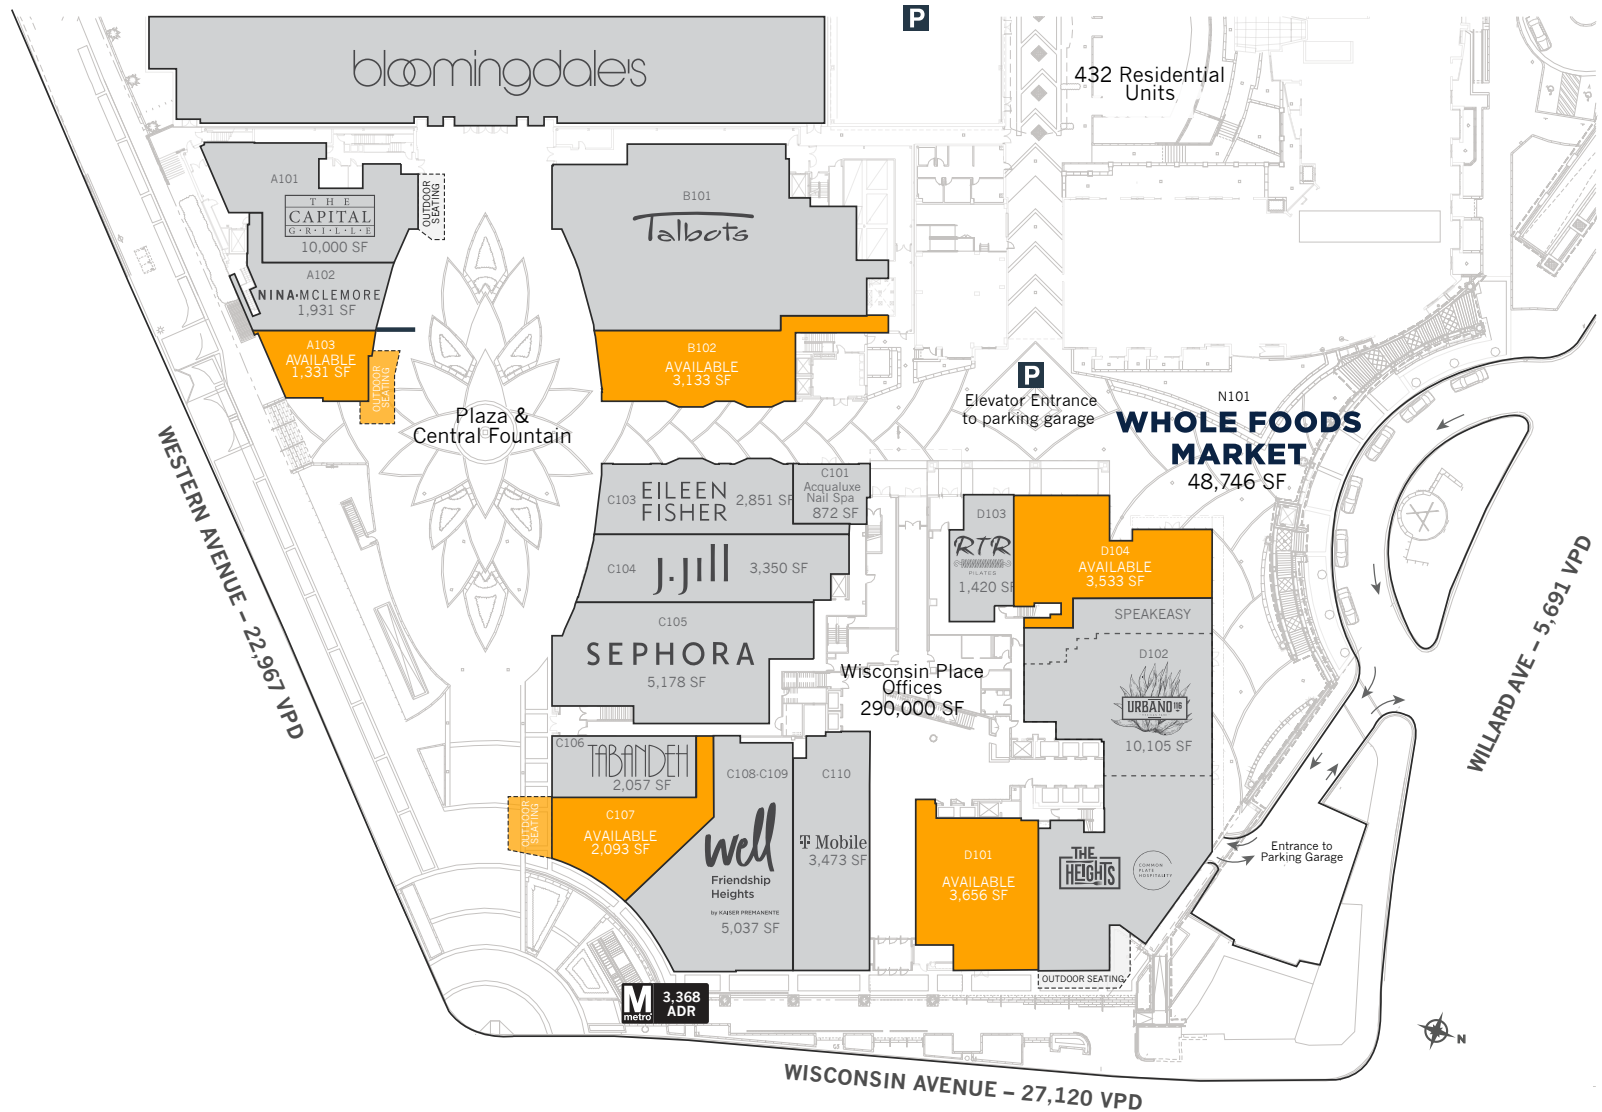 P
bloomingdale's
432 Residential
Units
A101
THE
CAPITAL
G·R·I·L·L·E
10,000 SF
OUTDOOR
SEATING
B101
Talbots
A102
NINA·MCLEMORE
1,931 SF
A103
AVAILABLE
1,331 SF
OUTDOOR
SEATING
B102
AVAILABLE
3,133 SF
P
Elevator Entrance
to parking garage
N101
WHOLE FOODS
MARKET
48,746 SF
Plaza &
Central Fountain
WESTERN AVENUE – 22,967 VPD
C103
EILEEN
FISHER
2,851 SF
C101
Acqualuxe
Nail Spa
872 SF
C104
J.Jill
3,350 SF
C105
SEPHORA
5,178 SF
D103
RTR
PILATES
1,420 SF
D104
AVAILABLE
3,533 SF
SPEAKEASY
D102
URBANO 116
10,105 SF
Wisconsin Place
Offices
290,000 SF
WILLARD AVE – 5,691 VPD
C106
TABANDEH
2,057 SF
C107
AVAILABLE
2,093 SF
OUTDOOR
SEATING
C108-C109
well
Friendship
Heights
by KAISER PREMANENTE
5,037 SF
C110
T Mobile
3,473 SF
D101
AVAILABLE
3,656 SF
THE
HEIGHTS
COMMON
PLATE
HOSPITALITY
Entrance to
Parking Garage
OUTDOOR SEATING
M
metro
3,368
ADR
WISCONSIN AVENUE – 27,120 VPD
N